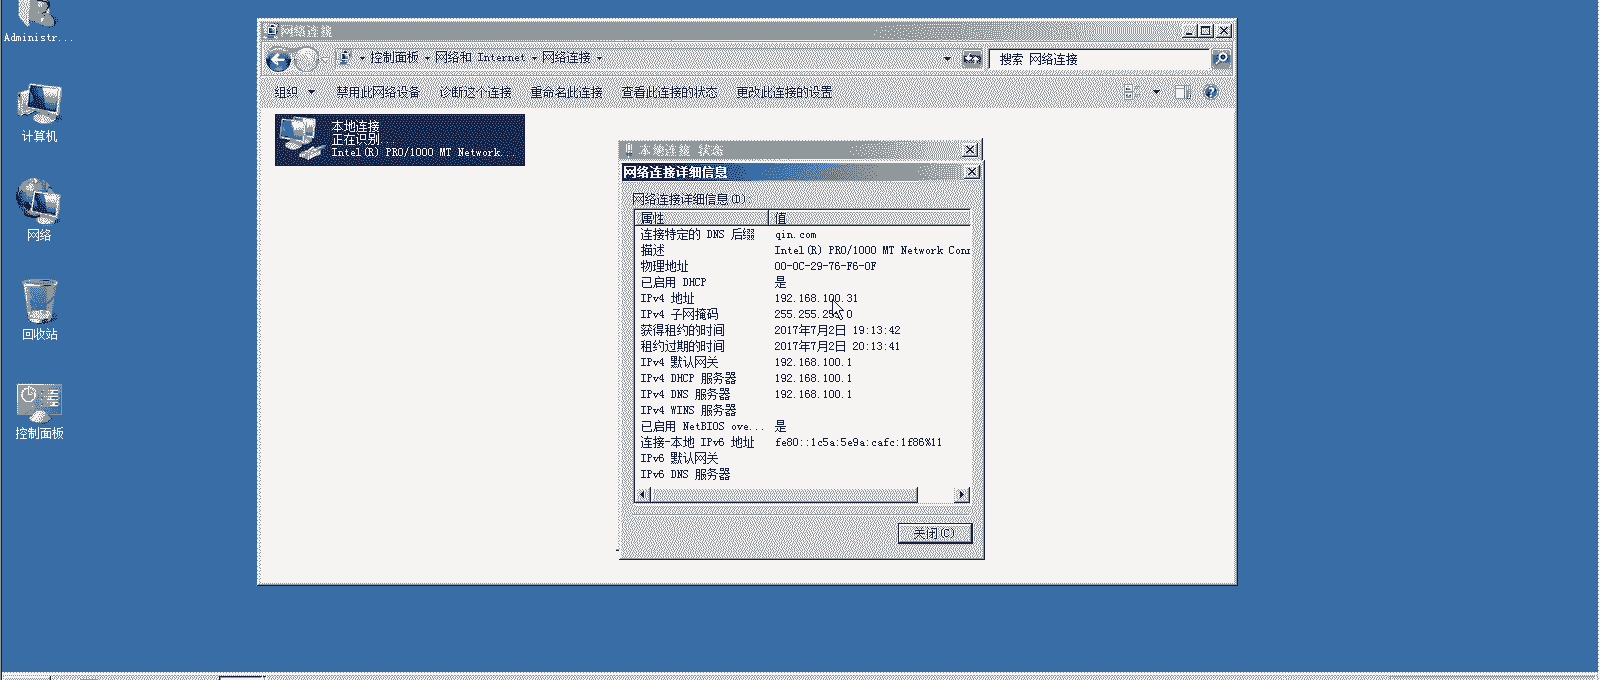 Administr...
计算机
网络
回收站
控制面板
网络连接
控制面板 网络和 Internet 网络连接
搜索 网络连接
组织 禁用此网络设备 诊断这个连接 重命名此连接 查看此连接的状态 更改此连接的设置
本地连接
正在识别...
Intel(R) PRO/1000 MT Network...
本地连接 状态
网络连接详细信息
网络连接详细信息(D):
属性 值
连接特定的 DNS 后缀 qin.com
描述 Intel(R) PRO/1000 MT Network Conn
物理地址 00-0C-29-76-F6-0F
已启用 DHCP 是
IPv4 地址 192.168.100.31
IPv4 子网掩码 255.255.255.0
获得租约的时间 2017年7月2日 19:13:42
租约过期的时间 2017年7月2日 20:13:41
IPv4 默认网关 192.168.100.1
IPv4 DHCP 服务器 192.168.100.1
IPv4 DNS 服务器 192.168.100.1
IPv4 WINS 服务器
已启用 NetBIOS ove... 是
连接-本地 IPv6 地址 fe80::1c5a:5e9a:cafc:1f86%11
IPv6 默认网关
IPv6 DNS 服务器
关闭(C)